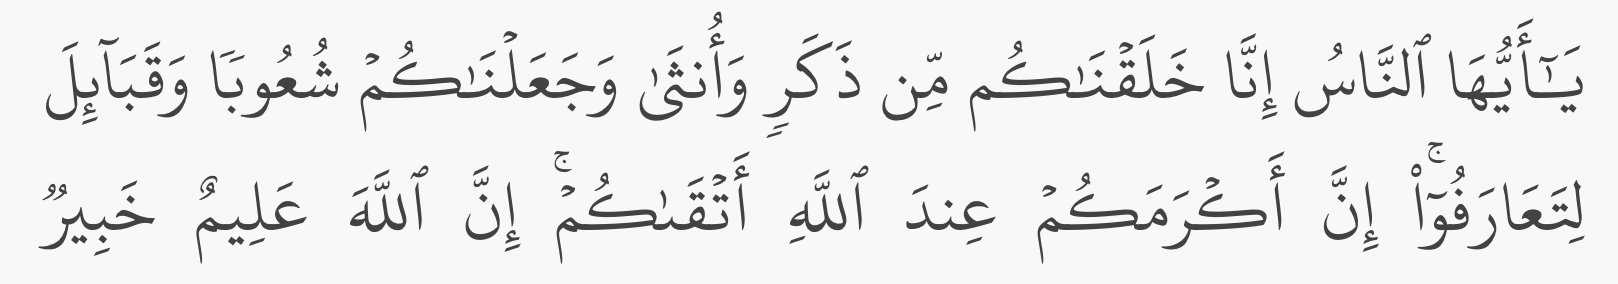 يَـٰٓأَيُّهَا ٱلنَّاسُ إِنَّا خَلَقْنَـٰكُم مِّن ذَكَرٍۢ وَأُنثَىٰ وَجَعَلْنَـٰكُمْ شُعُوبًۭا وَقَبَآئِلَ
لِتَعَارَفُوٓا۟ ۚ إِنَّ أَكْرَمَكُمْ عِندَ ٱللَّهِ أَتْقَىٰكُمْ ۚ إِنَّ ٱللَّهَ عَلِيمٌ خَبِيرٌۭ